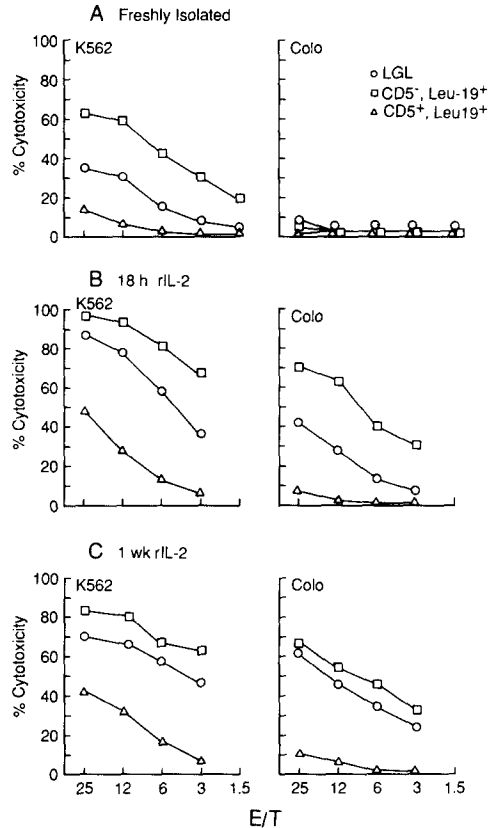 A Freshly Isolated
K562
Colo
○ LGL
□ CD5-, Leu-19+
△ CD5+, Leu19+
% Cytotoxicity
100
80
60
40
20
0
B 18 h rIL-2
K562
Colo
% Cytotoxicity
100
80
60
40
20
0
C 1 wk rIL-2
K562
Colo
% Cytotoxicity
100
80
60
40
20
0
25 12 6 3 1.5
25 12 6 3 1.5
E/T